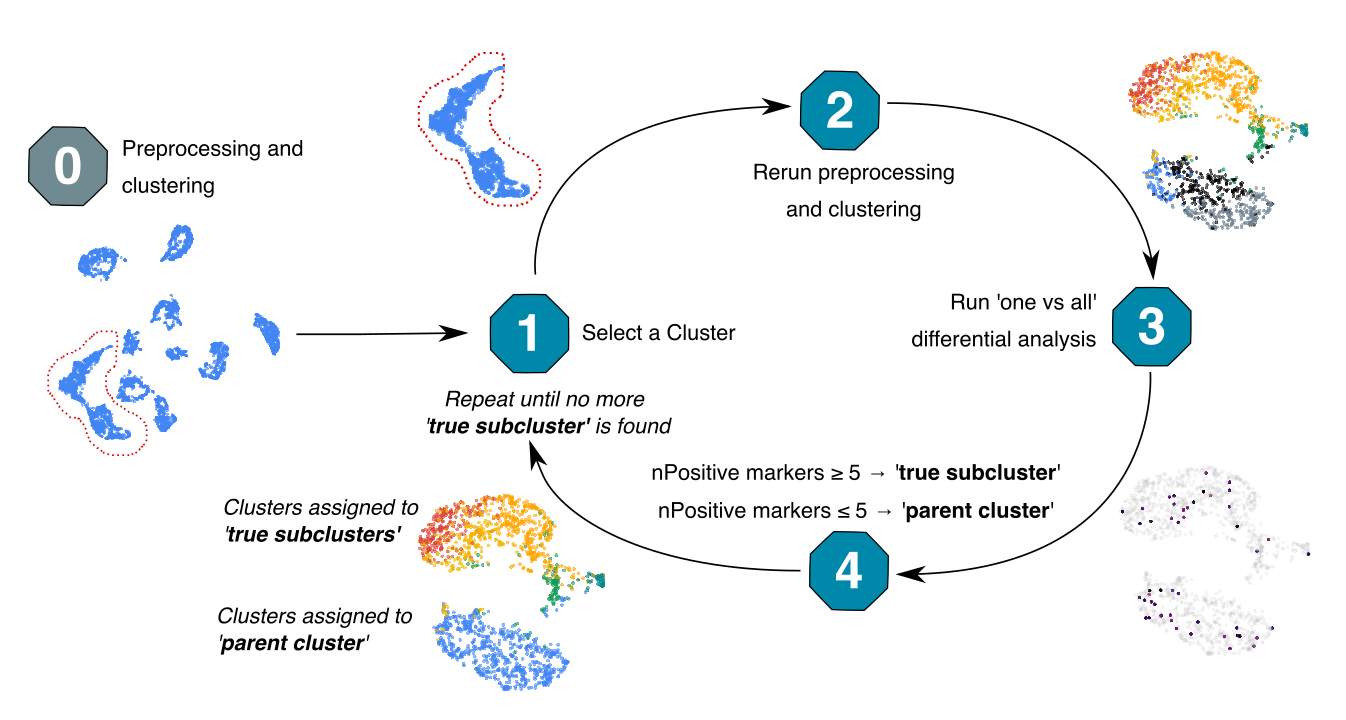 0
Preprocessing and
clustering
1
Select a Cluster
Repeat until no more
'true subcluster' is found
2
Rerun preprocessing
and clustering
Run 'one vs all'
differential analysis
3
nPositive markers ≥ 5 → 'true subcluster'
nPositive markers ≤ 5 → 'parent cluster'
4
Clusters assigned to
'true subclusters'
Clusters assigned to
'parent cluster'